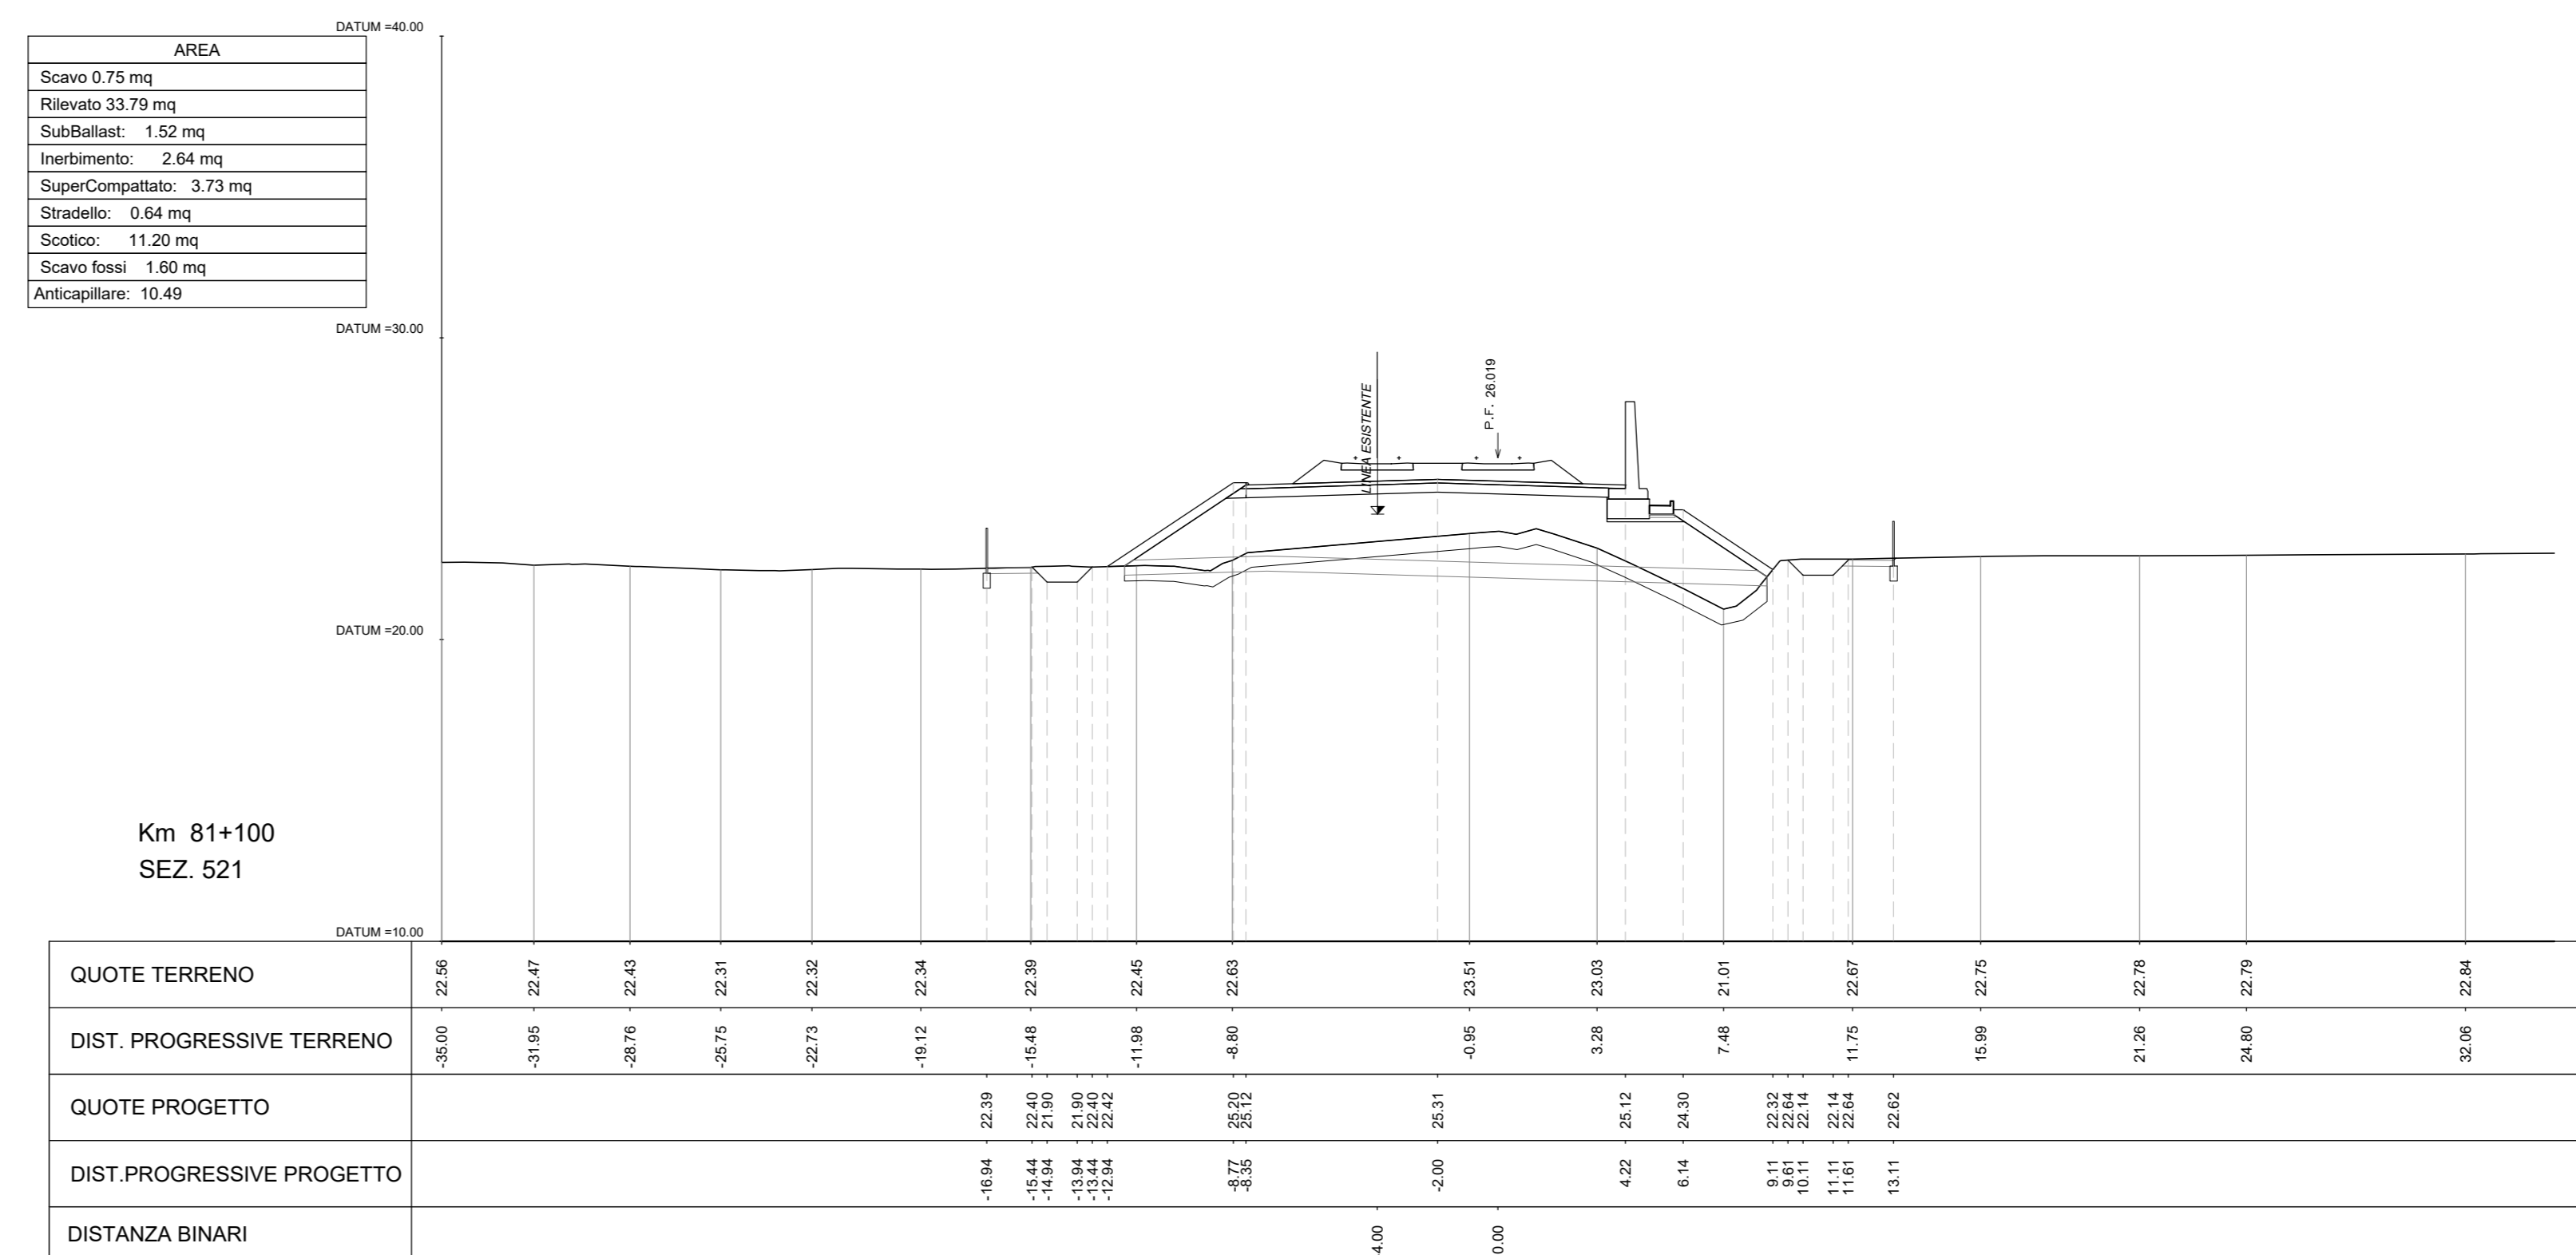 DATUM =40.00
AREA
Scavo 0.75 mq
Rilevato 33.79 mq
SubBallast: 1.52 mq
Inerbimento: 2.64 mq
SuperCompattato: 3.73 mq
Stradello: 0.64 mq
Scotico: 11.20 mq
Scavo fossi 1.60 mq
Anticapillare: 10.49
DATUM =30.00
LINEA ESISTENTE
P.F. 26.019
DATUM =20.00
Km 81+100
SEZ. 521
DATUM =10.00
QUOTE TERRENO 22.56 22.47 22.43 22.31 22.32 22.34 22.39 22.45 22.63 23.51 23.03 21.01 22.67 22.75 22.78 22.79 22.84
DIST. PROGRESSIVE TERRENO -35.00 -31.95 -28.76 -25.75 -22.73 -19.12 -15.48 -11.98 -8.80 -0.95 3.28 7.48 11.75 15.99 21.26 24.80 32.06
QUOTE PROGETTO 22.39 22.40 21.90 21.90 22.40 22.42 25.20 25.12 25.31 25.12 24.30 22.32 22.64 22.14 22.14 22.64 22.62
DIST.PROGRESSIVE PROGETTO -16.94 -15.44 -14.94 -13.94 -13.44 -12.94 -8.77 -8.35 -2.00 4.22 6.14 9.11 9.61 10.11 11.11 11.61 13.11
DISTANZA BINARI 4.00 0.00